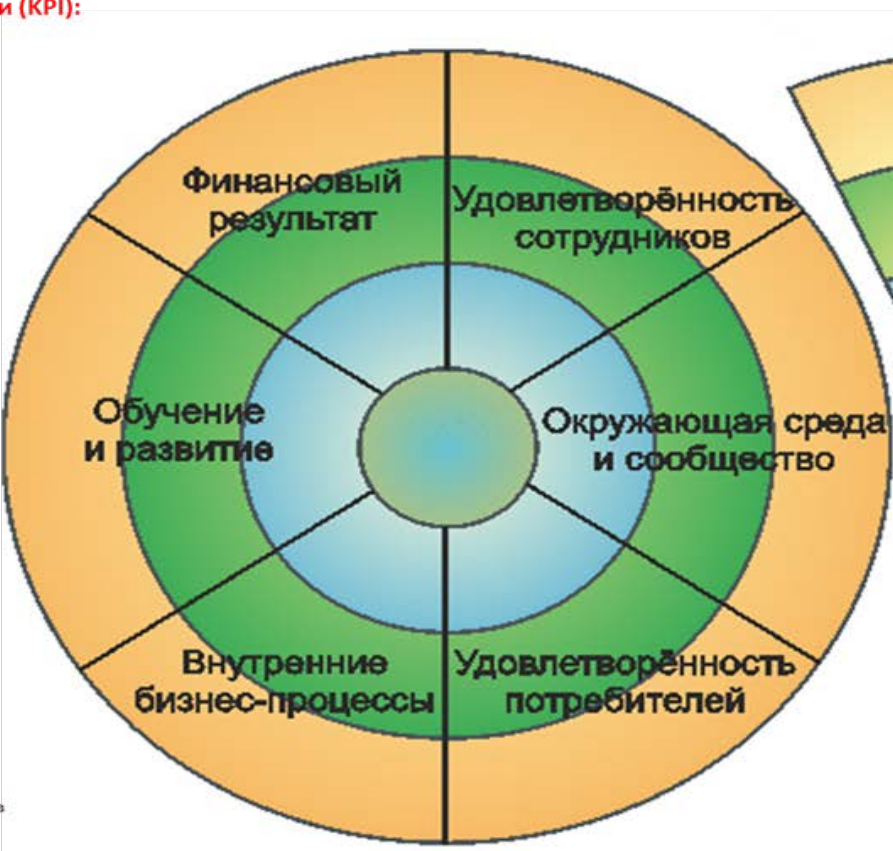 и (KPI):
Финансовый
результат
Удовлетворённость
сотрудников
Обучение
и развитие
Окружающая среда
и сообщество
Внутренние
бизнес-процессы
Удовлетворённость
потребителей
в